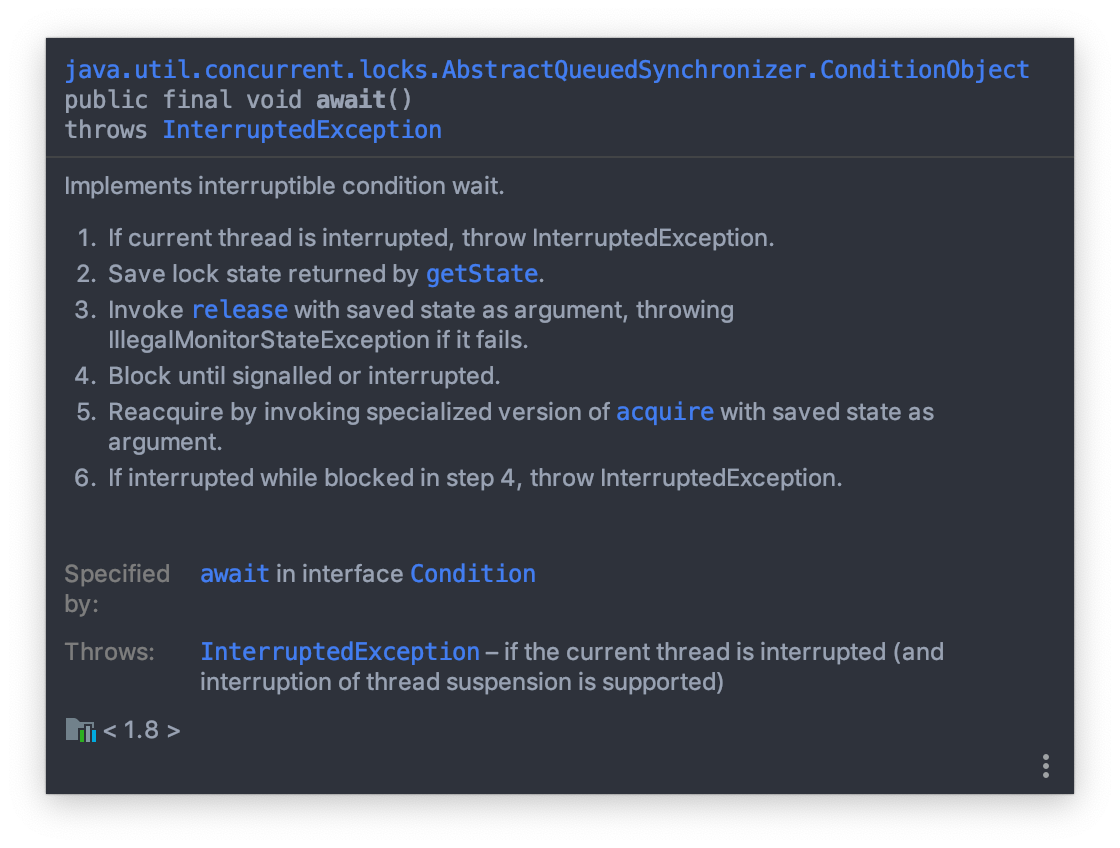 java.util.concurrent.locks.AbstractQueuedSynchronizer.ConditionObject
public final void await()
throws InterruptedException
Implements interruptible condition wait.
1. If current thread is interrupted, throw InterruptedException.
2. Save lock state returned by getState.
3. Invoke release with saved state as argument, throwing
IllegalMonitorStateException if it fails.
4. Block until signalled or interrupted.
5. Reacquire by invoking specialized version of acquire with saved state as
argument.
6. If interrupted while blocked in step 4, throw InterruptedException.
Specified await in interface Condition
by:
Throws: InterruptedException – if the current thread is interrupted (and
interruption of thread suspension is supported)
< 1.8 >